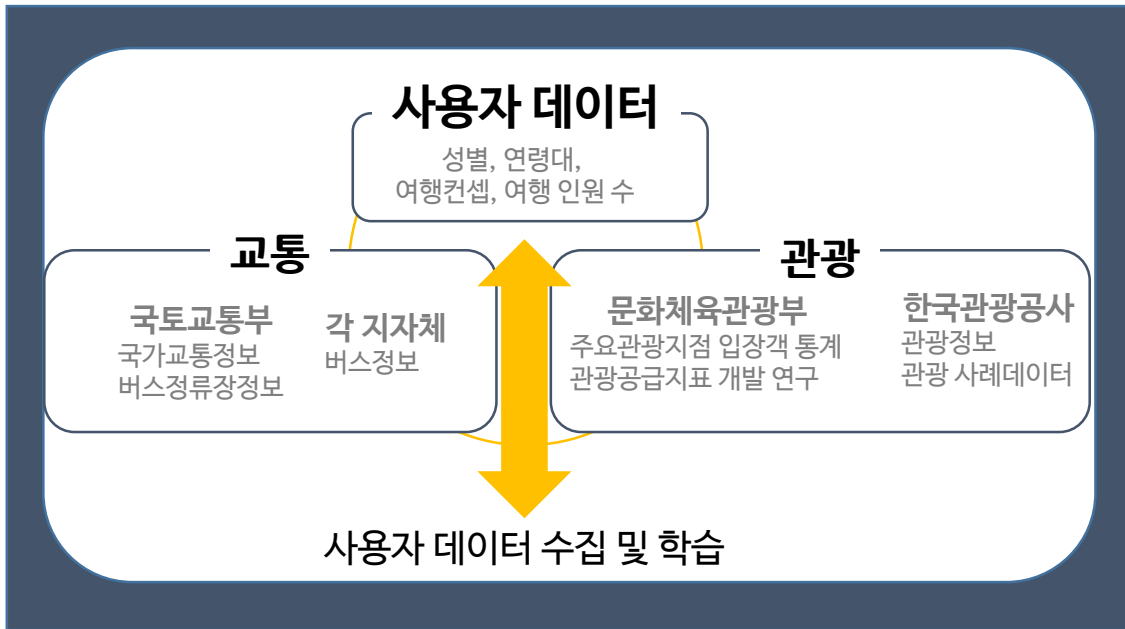 사용자 데이터
성별, 연령대,
여행컨셉, 여행 인원 수
교통
국토교통부
국가교통정보
버스정류장정보
각 지자체
버스정보
관광
문화체육관광부
주요관광지점 입장객 통계
관광공급지표 개발 연구
한국관광공사
관광정보
관광 사례데이터
사용자 데이터 수집 및 학습